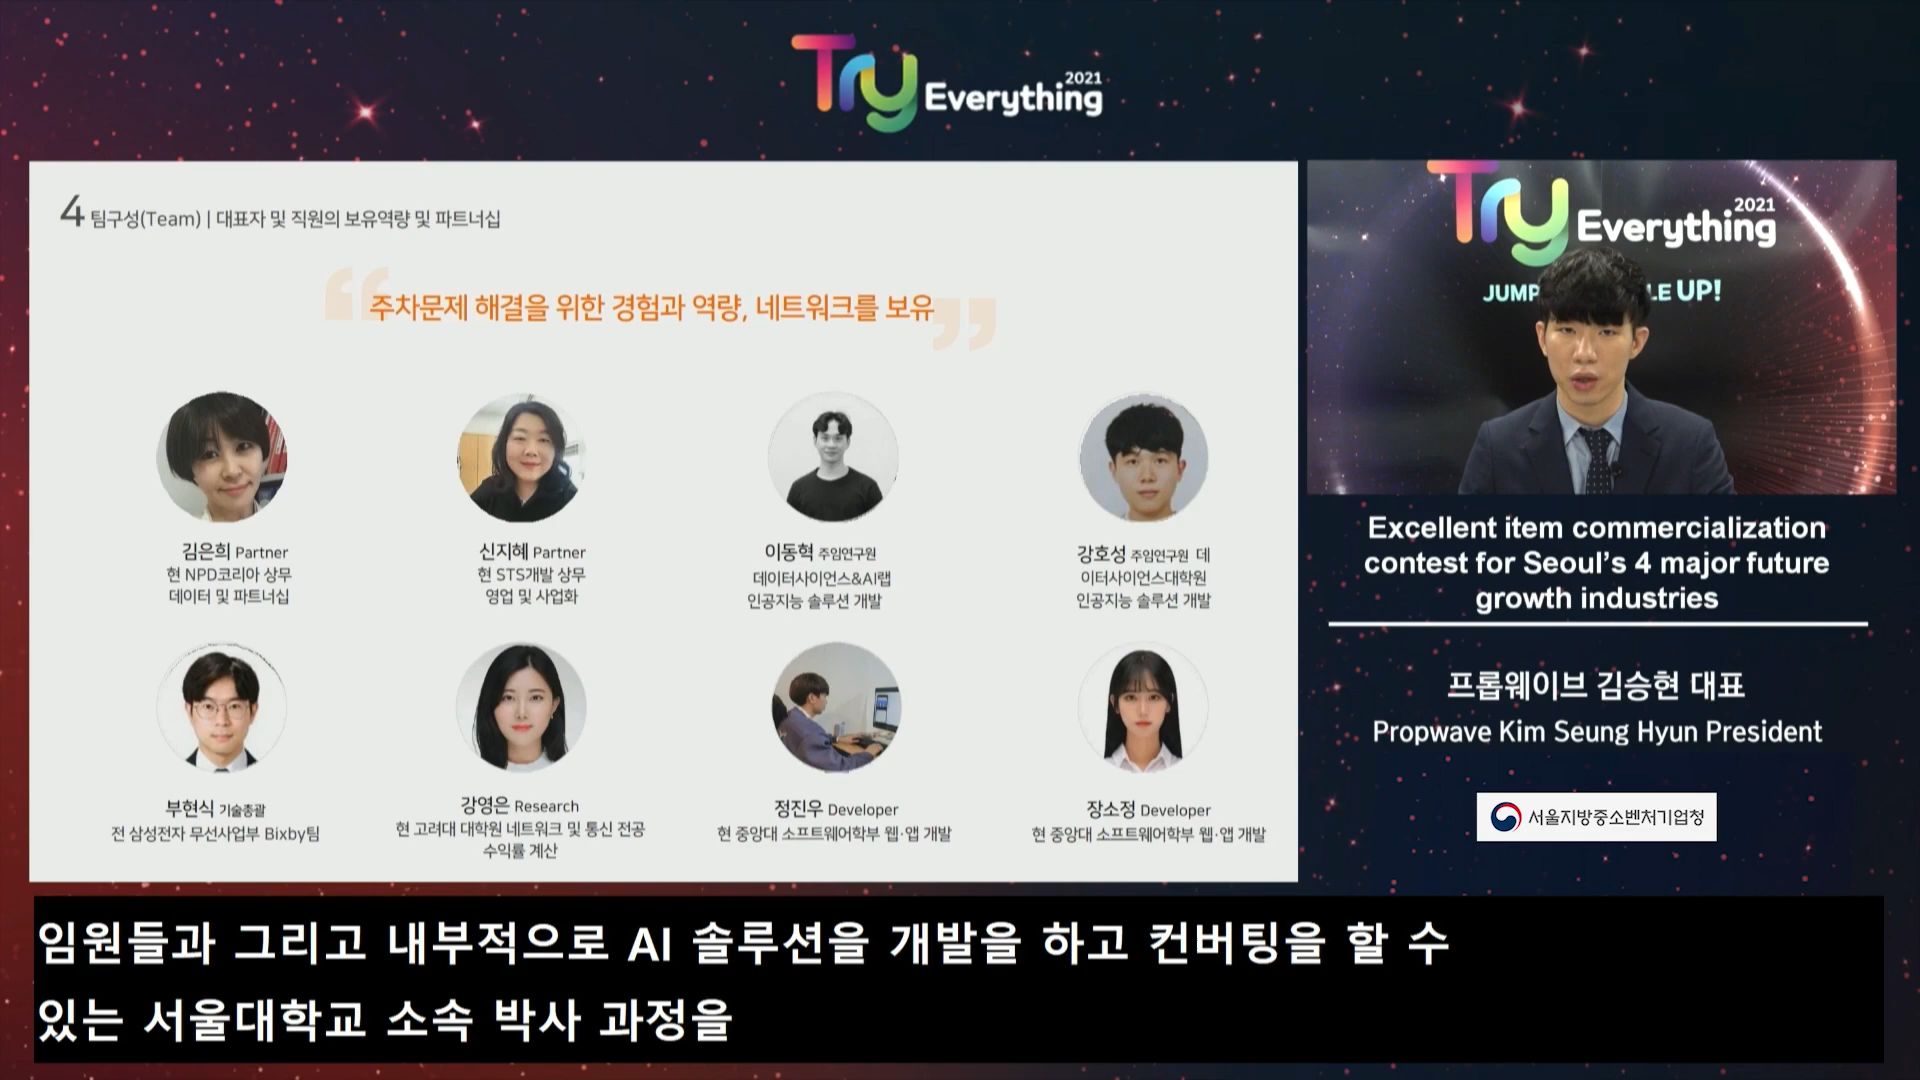 Try Everything 2021
4 팀구성(Team) | 대표자 및 직원의 보유역량 및 파트너십
“주차문제 해결을 위한 경험과 역량, 네트워크를 보유”
김은희 Partner
현 NPD코리아 상무
데이터 및 파트너십
신지혜 Partner
현 STS개발 상무
영업 및 사업화
이동혁 주임연구원
데이터사이언스&AI랩
인공지능 솔루션 개발
강호성 주임연구원 데
이터사이언스대학원
인공지능 솔루션 개발
부현식 기술총괄
전 삼성전자 무선사업부 Bixby팀
강영은 Research
현 고려대 대학원 네트워크 및 통신 전공
수익률 계산
정진우 Developer
현 중앙대 소프트웨어학부 웹·앱 개발
장소정 Developer
현 중앙대 소프트웨어학부 웹·앱 개발
Try Everything 2021
JUMP LE UP!
Excellent item commercialization
contest for Seoul’s 4 major future
growth industries
프롭웨이브 김승현 대표
Propwave Kim Seung Hyun President
서울지방중소벤처기업청
임원들과 그리고 내부적으로 AI 솔루션을 개발을 하고 컨버팅을 할 수
있는 서울대학교 소속 박사 과정을